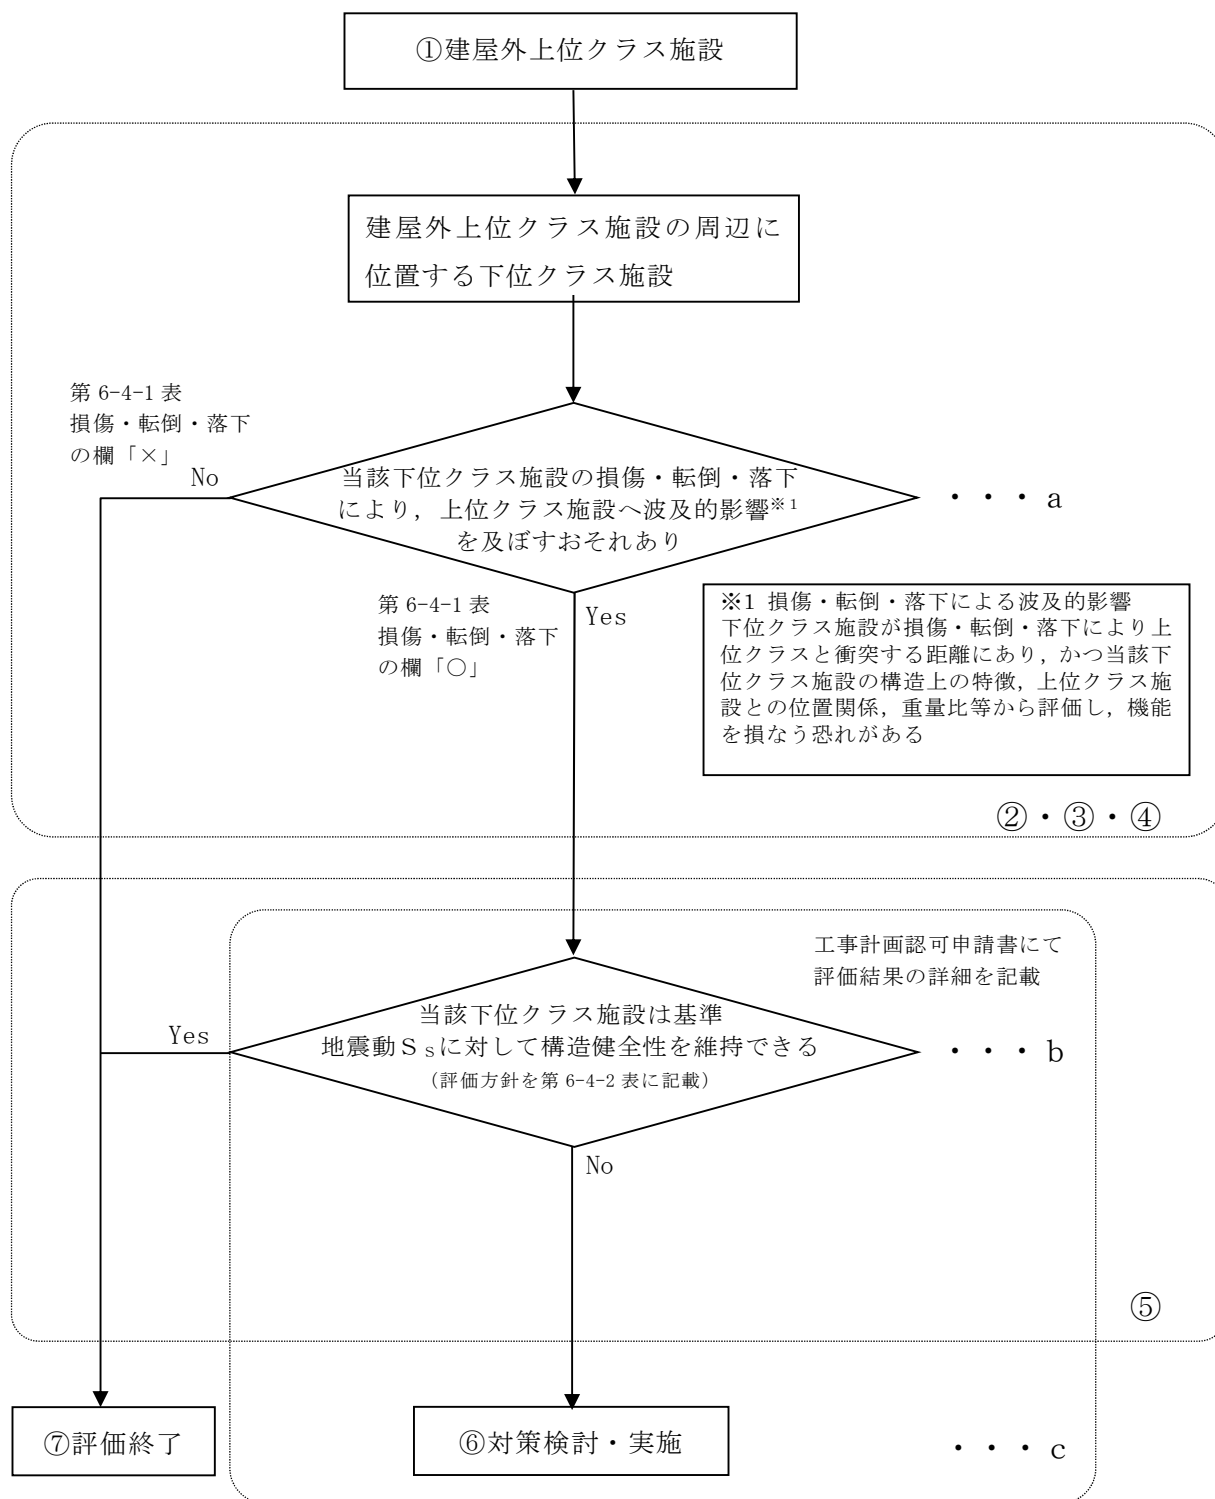 ①建屋外上位クラス施設
建屋外上位クラス施設の周辺に
位置する下位クラス施設
第 6-4-1 表
損傷・転倒・落下
の欄「×」
No
当該下位クラス施設の損傷・転倒・落下
により，上位クラス施設へ波及的影響※1
を及ぼすおそれあり
・・・a
第 6-4-1 表
損傷・転倒・落下
の欄「○」
Yes
※1 損傷・転倒・落下による波及的影響
下位クラス施設が損傷・転倒・落下により上
位クラスと衝突する距離にあり，かつ当該下
位クラス施設の構造上の特徴，上位クラス施
設との位置関係，重量比等から評価し，機能
を損なう恐れがある
②・③・④
工事計画認可申請書にて
評価結果の詳細を記載
Yes
当該下位クラス施設は基準
地震動Ｓｓに対して構造健全性を維持できる
（評価方針を第 6-4-2 表に記載）
・・・b
No
⑤
⑦評価終了
⑥対策検討・実施
・・・c